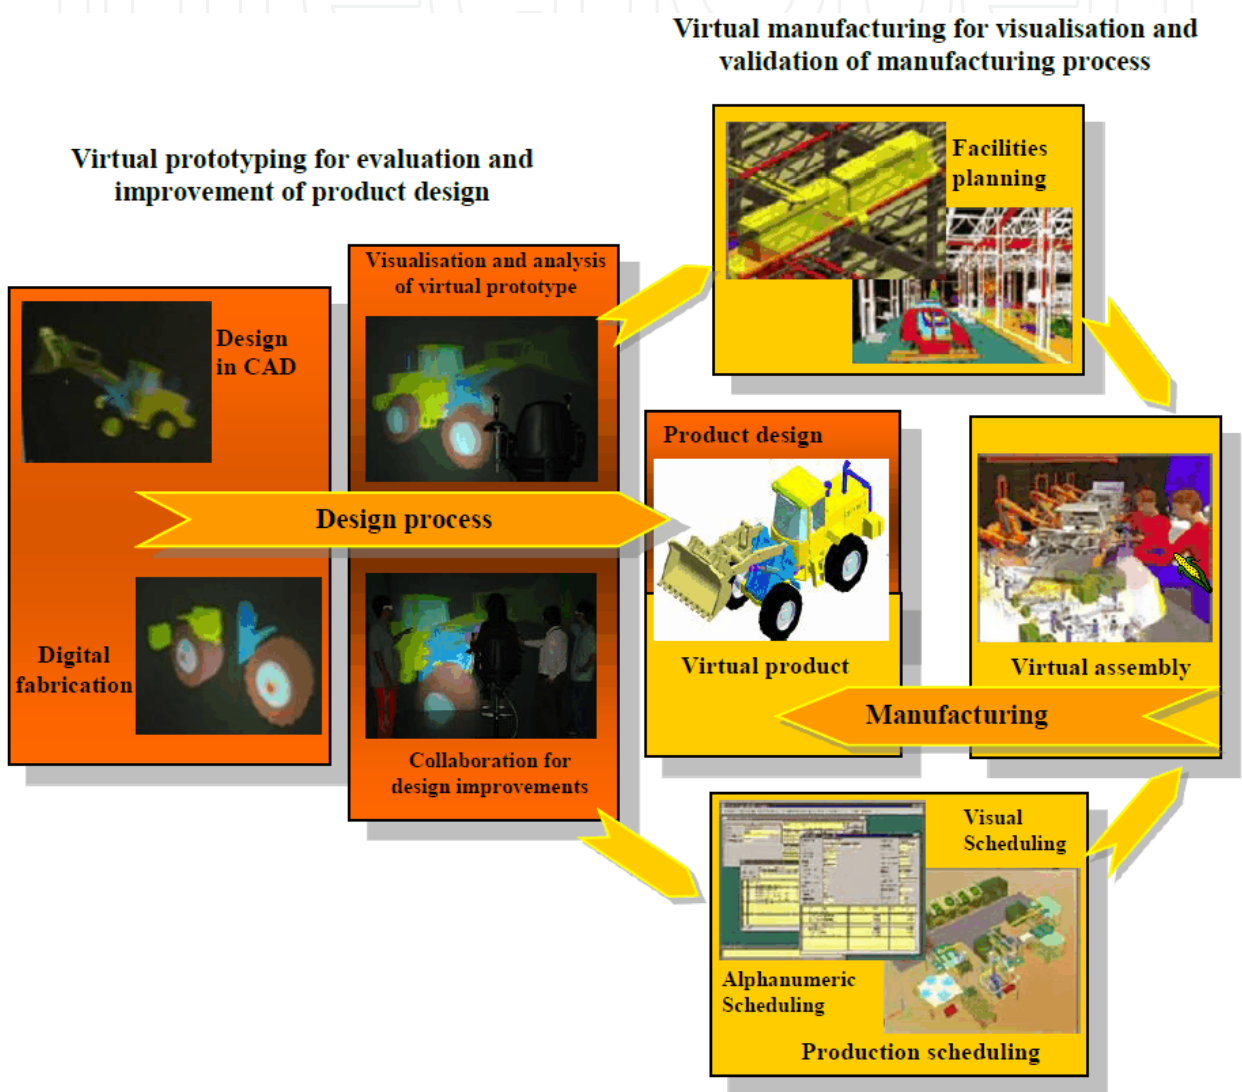 Virtual manufacturing for visualisation and
validation of manufacturing process
Virtual prototyping for evaluation and
improvement of product design
Facilities
planning
Visualisation and analysis
of virtual prototype
Design
in CAD
Product design
Design process
Digital
fabrication
Virtual product
Virtual assembly
Manufacturing
Collaboration for
design improvements
Visual
Scheduling
Alphanumeric
Scheduling
Production scheduling